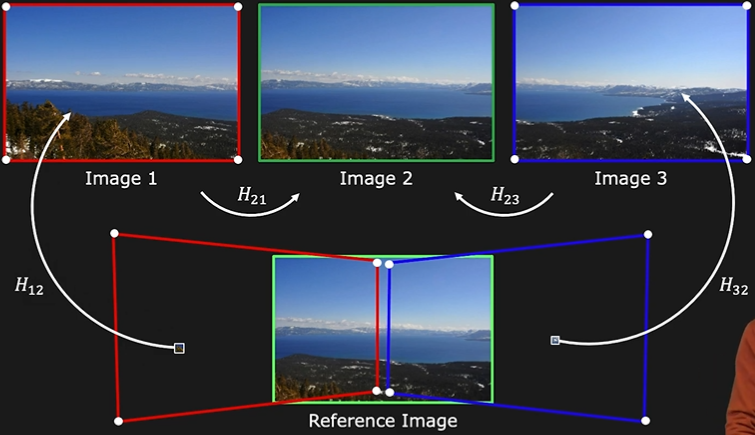 Image 1
Image 2
Image 3
H21
H23
H12
H32
Reference Image